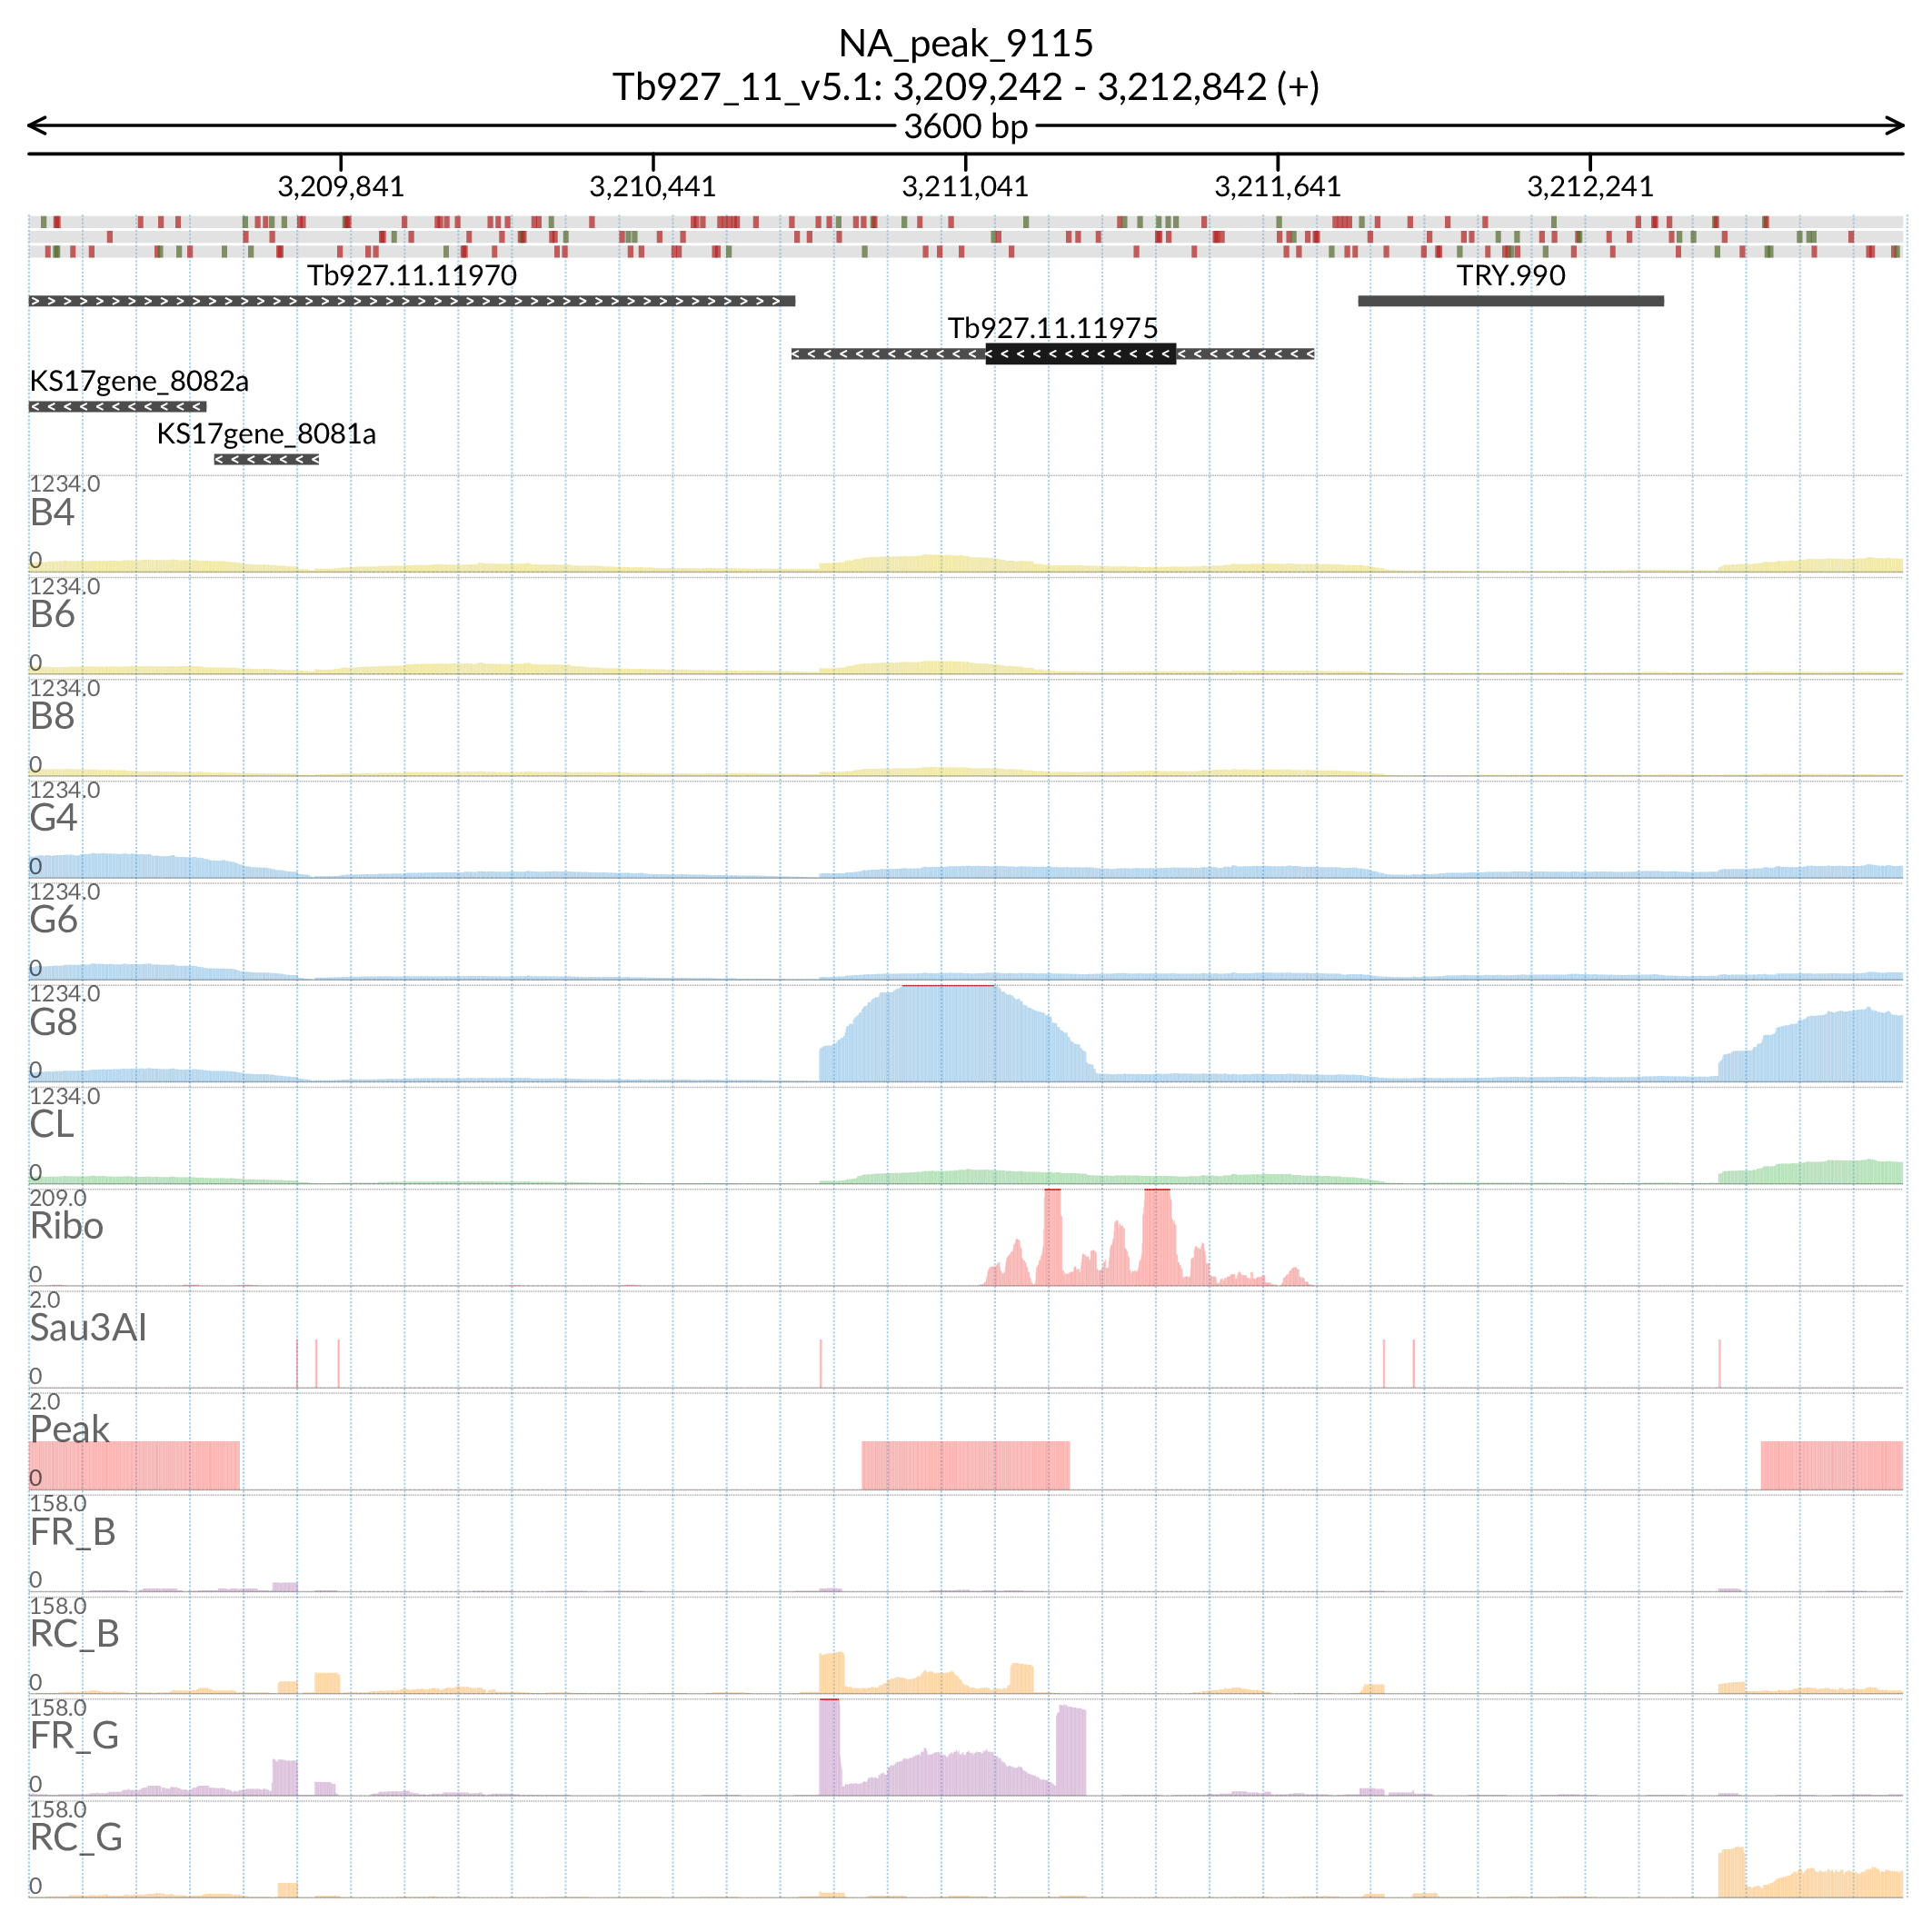 NA_peak_9115
Tb927_11_v5.1: 3,209,242 - 3,212,842 (+)
3600 bp
3,209,841 3,210,441 3,211,041 3,211,641 3,212,241
Tb927.11.11970 TRY.990
Tb927.11.11975
KS17gene_8082a
KS17gene_8081a
1234.0
B4
0
1234.0
B6
0
1234.0
B8
0
1234.0
G4
0
1234.0
G6
0
1234.0
G8
0
1234.0
CL
0
209.0
Ribo
0
2.0
Sau3AI
0
2.0
Peak
0
158.0
FR_B
0
158.0
RC_B
0
158.0
FR_G
0
158.0
RC_G
0